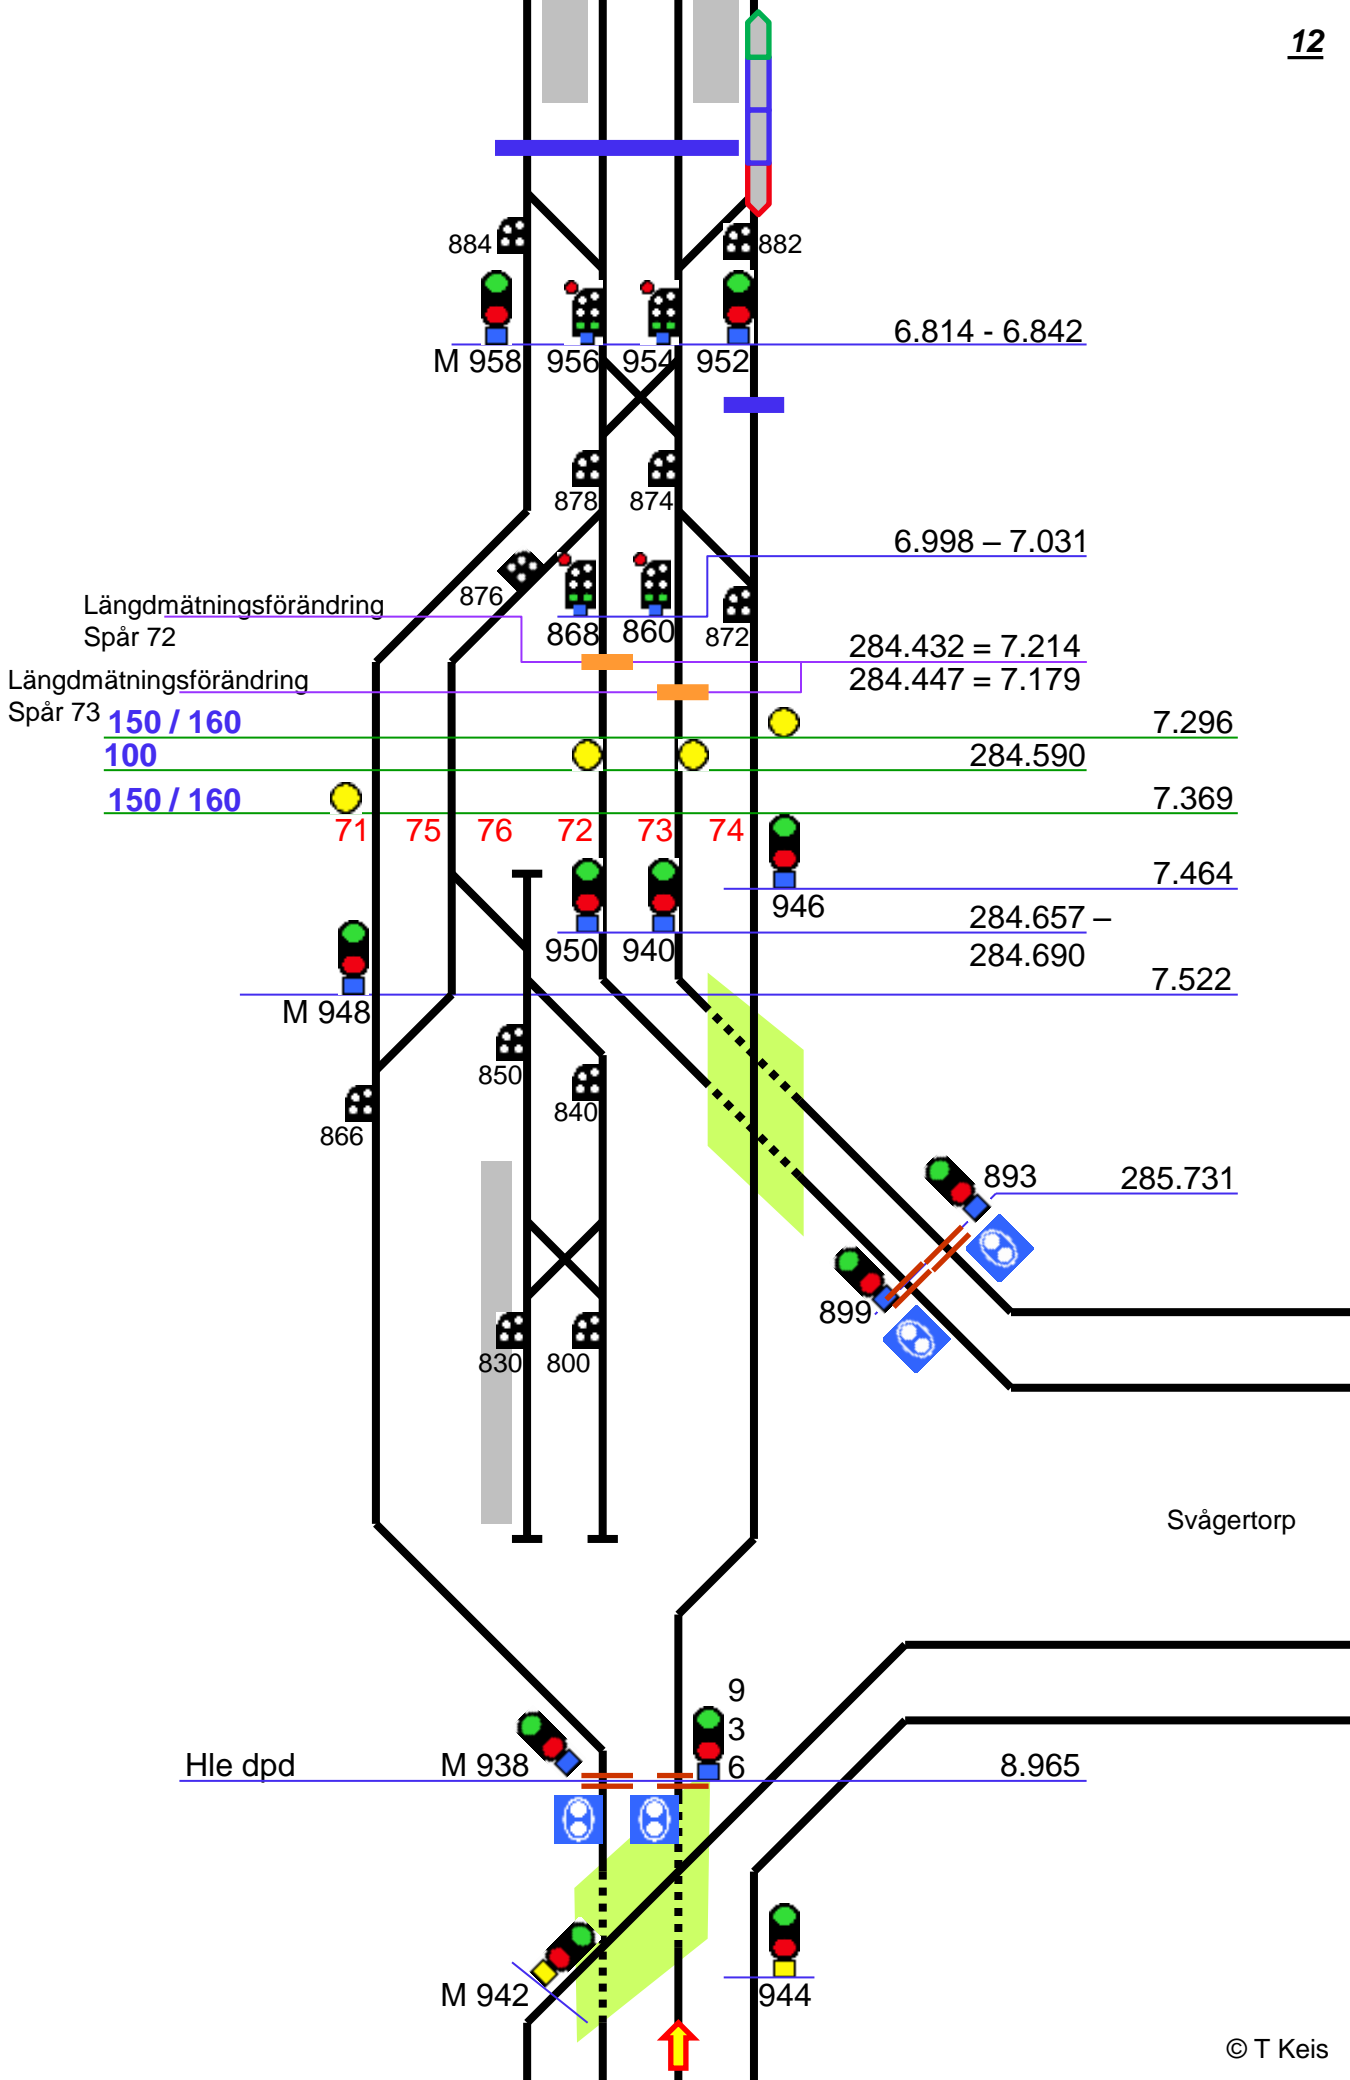 12
884
882
6.814 - 6.842
M 958
956
954
952
878
874
6.998 – 7.031
876
Längdmätningsförändring
Spår 72
868
860
872
284.432 = 7.214
Längdmätningsförändring
Spår 73
284.447 = 7.179
150 / 160
7.296
100
284.590
150 / 160
7.369
71
75
76
72
73
74
7.464
946
284.657 –
284.690
950
940
7.522
M 948
850
840
866
893
285.731
899
830
800
Svågertorp
9
3
6
Hle dpd
M 938
8.965
M 942
944
© T Keis